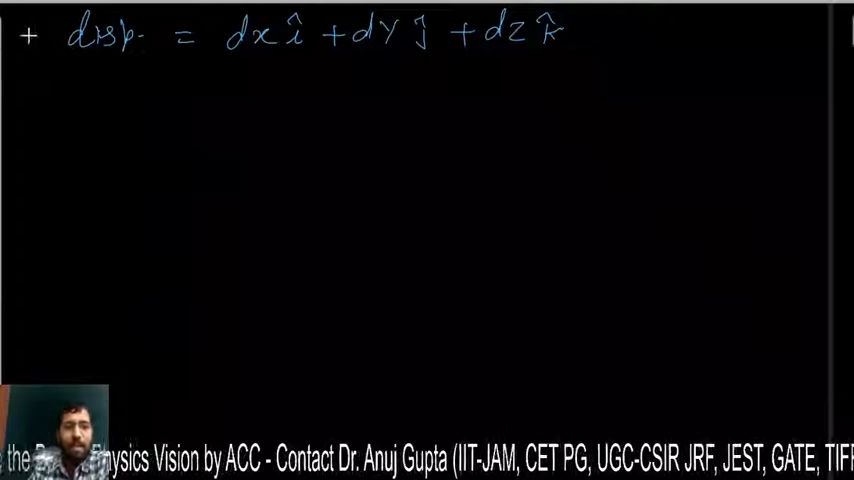 disp. = dx î + dy ĵ + dz k̂
the Physics Vision by ACC - Contact Dr. Anuj Gupta (IIT-JAM, CET PG, UGC-CSIR JRF, JEST, GATE, TIFR